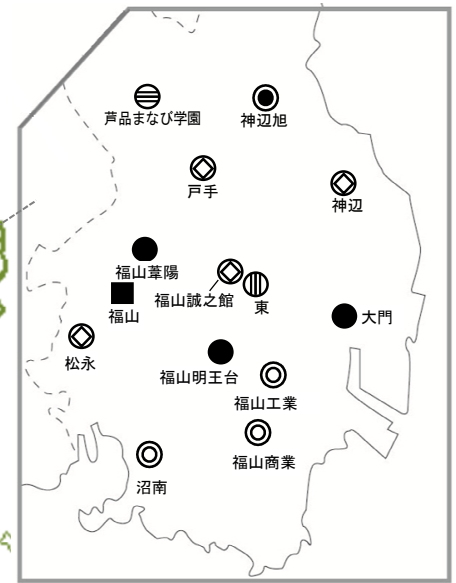 芦品まなび学園
神辺旭
戸手
神辺
福山葦陽
福山誠之館
福山
東
大門
松永
福山明王台
福山工業
福山商業
沼南